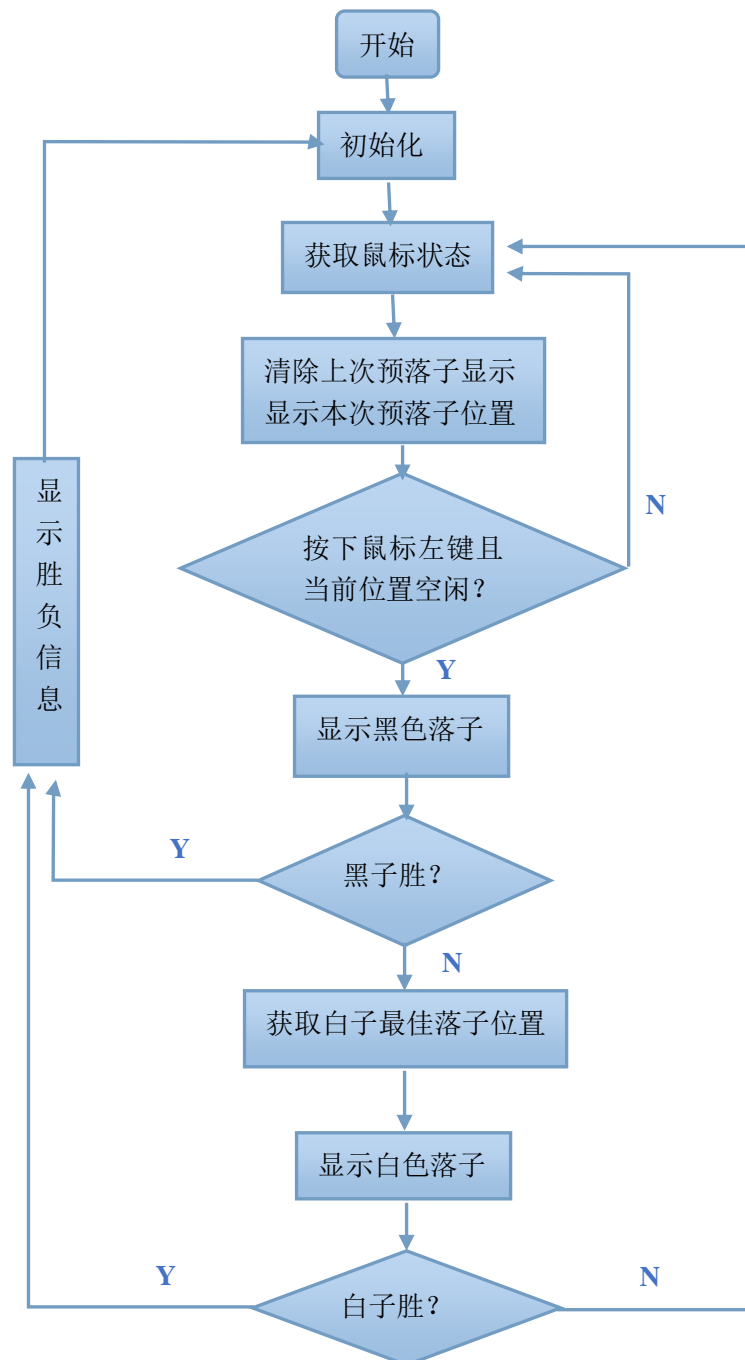 开始
初始化
获取鼠标状态
清除上次预落子显示
显示本次预落子位置
显示胜负信息
N
按下鼠标左键且
当前位置空闲?
Y
显示黑色落子
Y
黑子胜?
N
获取白子最佳落子位置
显示白色落子
Y
N
白子胜?